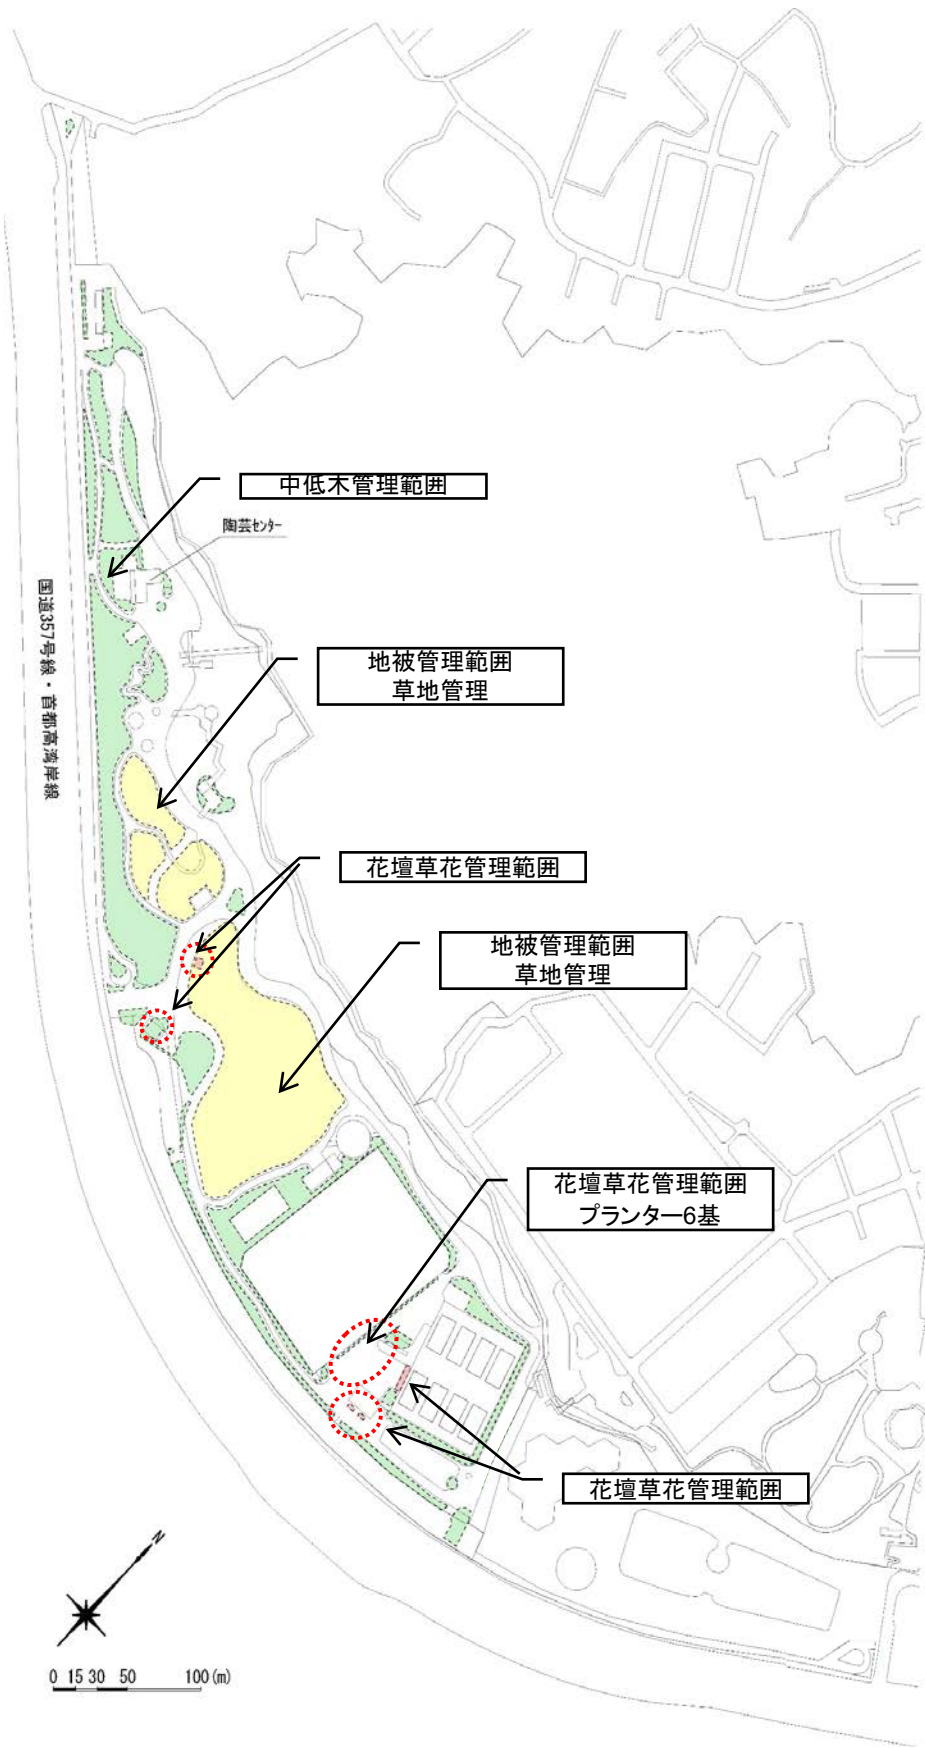 中低木管理範囲
陶芸センター
国道357号線・首都高湾岸線
地被管理範囲
草地管理
花壇草花管理範囲
地被管理範囲
草地管理
花壇草花管理範囲
プランター6基
花壇草花管理範囲
N
0 15 30 50 100(m)